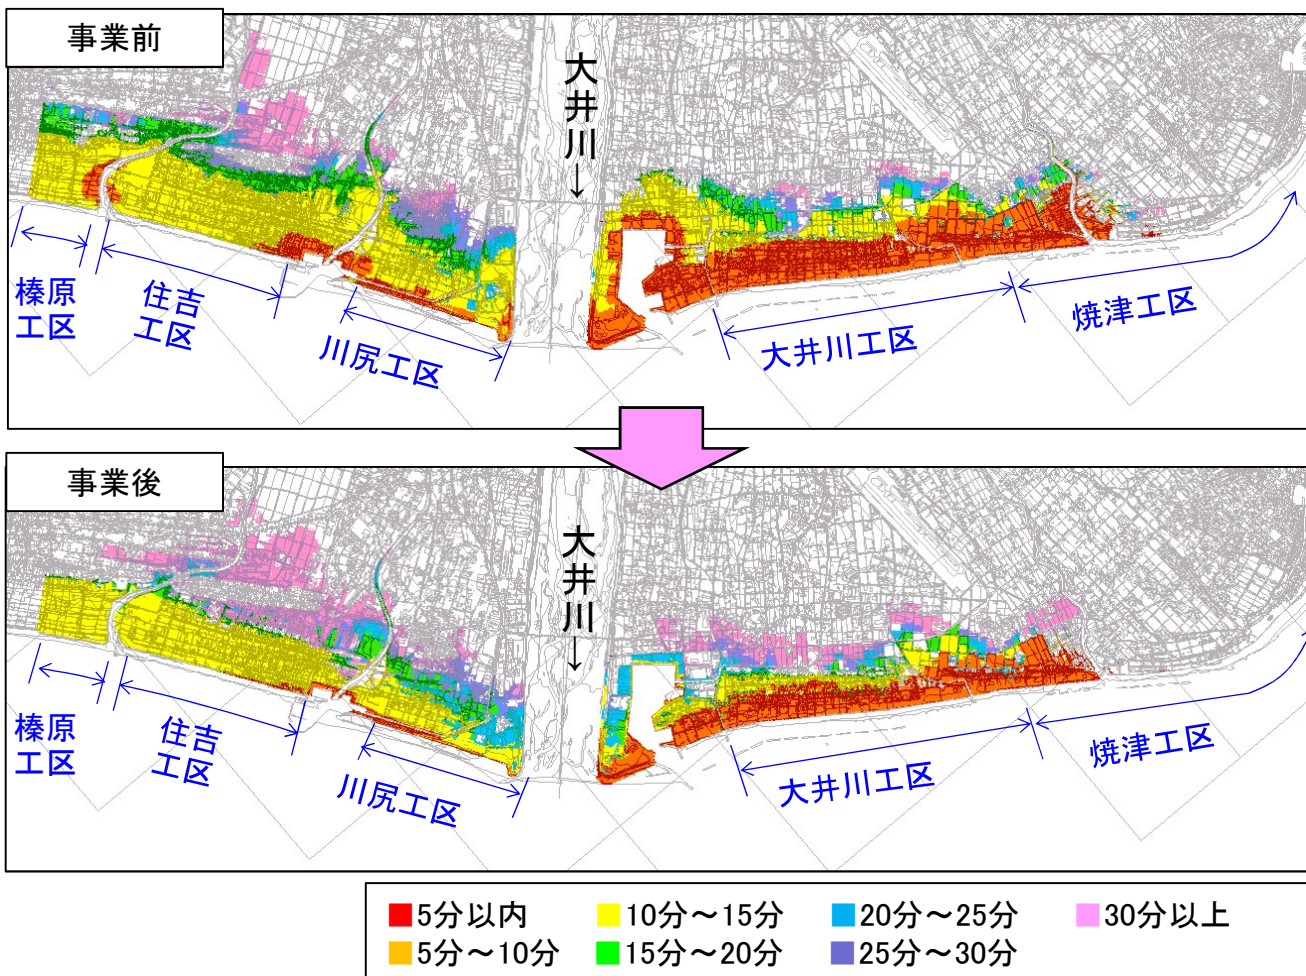 事業前
大井川
↓
榛原
工区
住吉
工区
川尻工区
大井川工区
焼津工区
事業後
大井川
↓
榛原
工区
住吉
工区
川尻工区
大井川工区
焼津工区
5分以内
10分～15分
20分～25分
30分以上
5分～10分
15分～20分
25分～30分